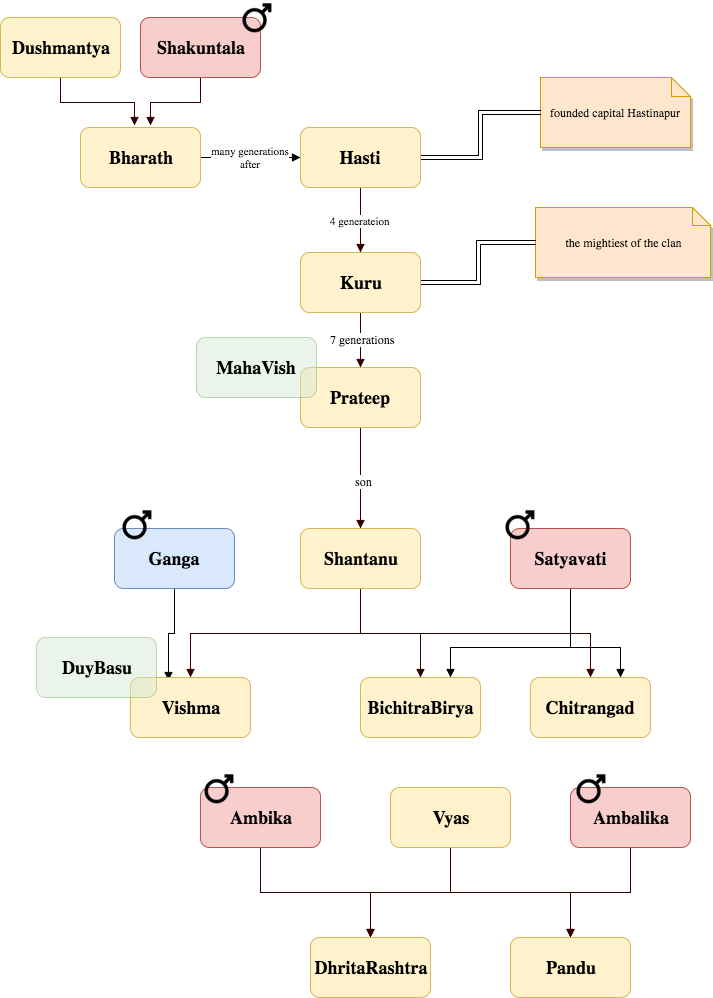 Dushmantya
Shakuntala
founded capital Hastinapur
Bharath
many generations
after
Hasti
4 generateion
the mightiest of the clan
Kuru
7 generations
MahaVish
Prateep
son
Ganga
Shantanu
Satyavati
DuyBasu
Vishma
BichitraBirya
Chitrangad
Ambika
Vyas
Ambalika
DhritaRashtra
Pandu